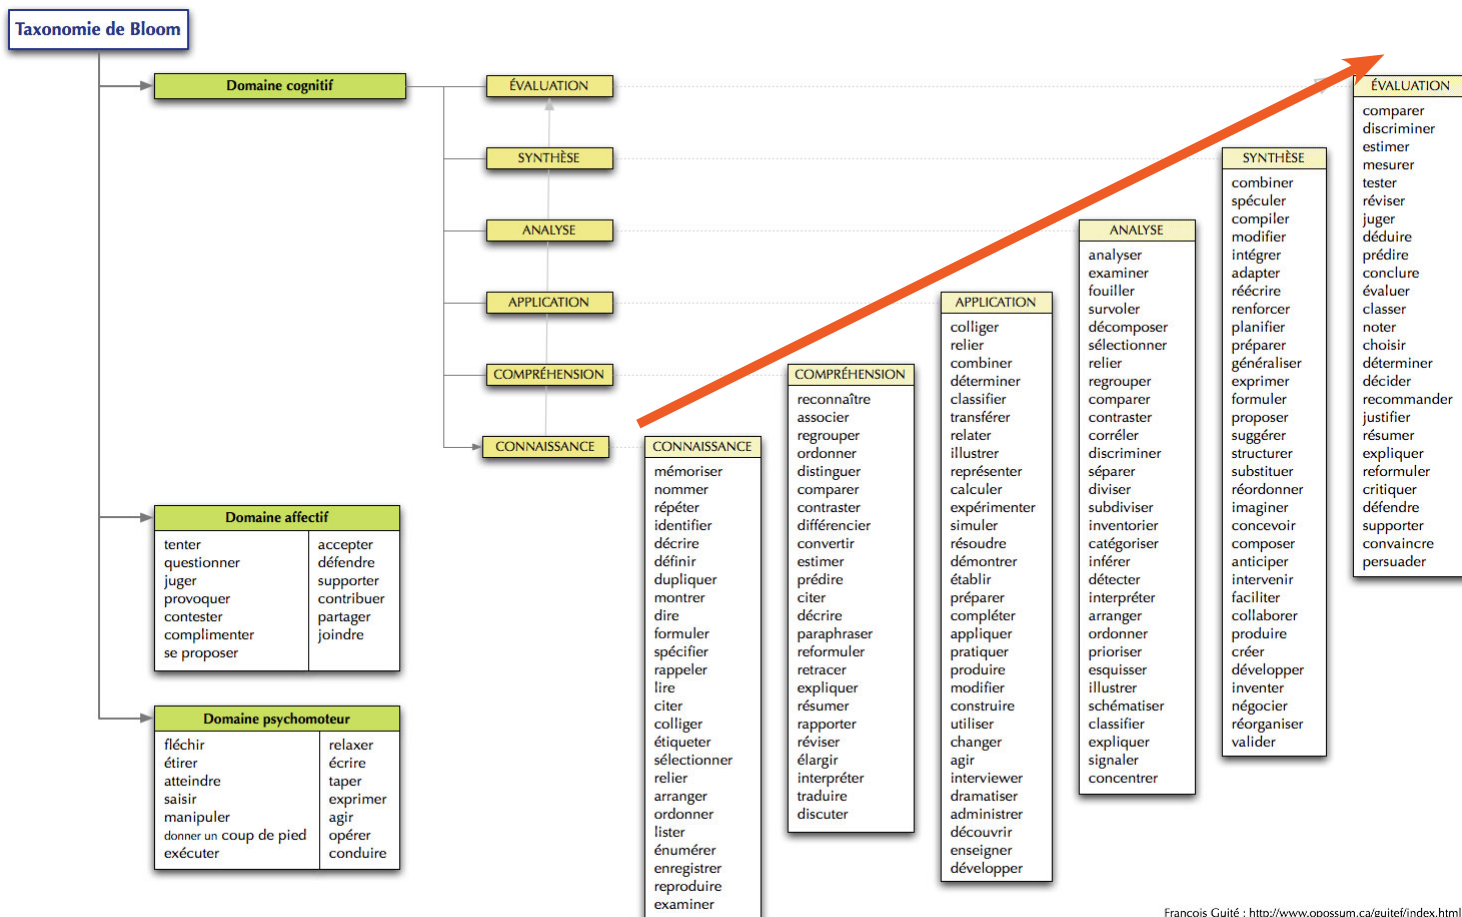 Taxonomie de Bloom
Domaine cognitif
ÉVALUATION
SYNTHÈSE
ANALYSE
APPLICATION
COMPRÉHENSION
CONNAISSANCE
Domaine affectif
tenter
questionner
juger
provoquer
contester
complimenter
se proposer
accepter
défendre
supporter
contribuer
partager
joindre
Domaine psychomoteur
fléchir
étirer
atteindre
saisir
manipuler
donner un coup de pied
exécuter
relaxer
écrire
taper
exprimer
agir
opérer
conduire
CONNAISSANCE
mémoriser
nommer
répéter
identifier
décrire
définir
dupliquer
montrer
dire
formuler
spécifier
rappeler
lire
citer
colliger
étiqueter
sélectionner
relier
arranger
ordonner
lister
énumérer
enregistrer
reproduire
examiner
COMPRÉHENSION
reconnaître
associer
regrouper
ordonner
distinguer
comparer
contraster
différencier
convertir
estimer
prédire
citer
décrire
paraphraser
reformuler
retracer
expliquer
résumer
rapporter
réviser
élargir
interpréter
traduire
discuter
APPLICATION
colliger
relier
combiner
déterminer
classifier
transférer
relater
illustrer
représenter
calculer
expérimenter
simuler
résoudre
démontrer
établir
préparer
compléter
appliquer
pratiquer
produire
modifier
construire
utiliser
changer
agir
interviewer
dramatiser
administrer
découvrir
enseigner
développer
ANALYSE
analyser
examiner
fouiller
survoler
décomposer
sélectionner
relier
regrouper
comparer
contraster
corréler
discriminer
séparer
diviser
subdiviser
inventorier
catégoriser
inférer
détecter
interpréter
arranger
ordonner
prioriser
esquisser
illustrer
schématiser
classifier
expliquer
signaler
concentrer
SYNTHÈSE
combiner
spéculer
compiler
modifier
intégrer
adapter
réécrire
renforcer
planifier
préparer
généraliser
exprimer
formuler
proposer
suggérer
structurer
substituer
réordonner
imaginer
concevoir
composer
anticiper
intervenir
faciliter
collaborer
produire
créer
développer
inventer
négocier
réorganiser
valider
ÉVALUATION
comparer
discriminer
estimer
mesurer
tester
réviser
juger
déduire
prédire
conclure
évaluer
classer
noter
choisir
déterminer
décider
recommander
justifier
résumer
expliquer
reformuler
critiquer
défendre
supporter
convaincre
persuader
François Guité : http://www.opossum.ca/guitef/index.html